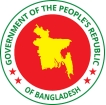 GOVERNMENT OF THE PEOPLE'S REPUBLIC
OF BANGLADESH